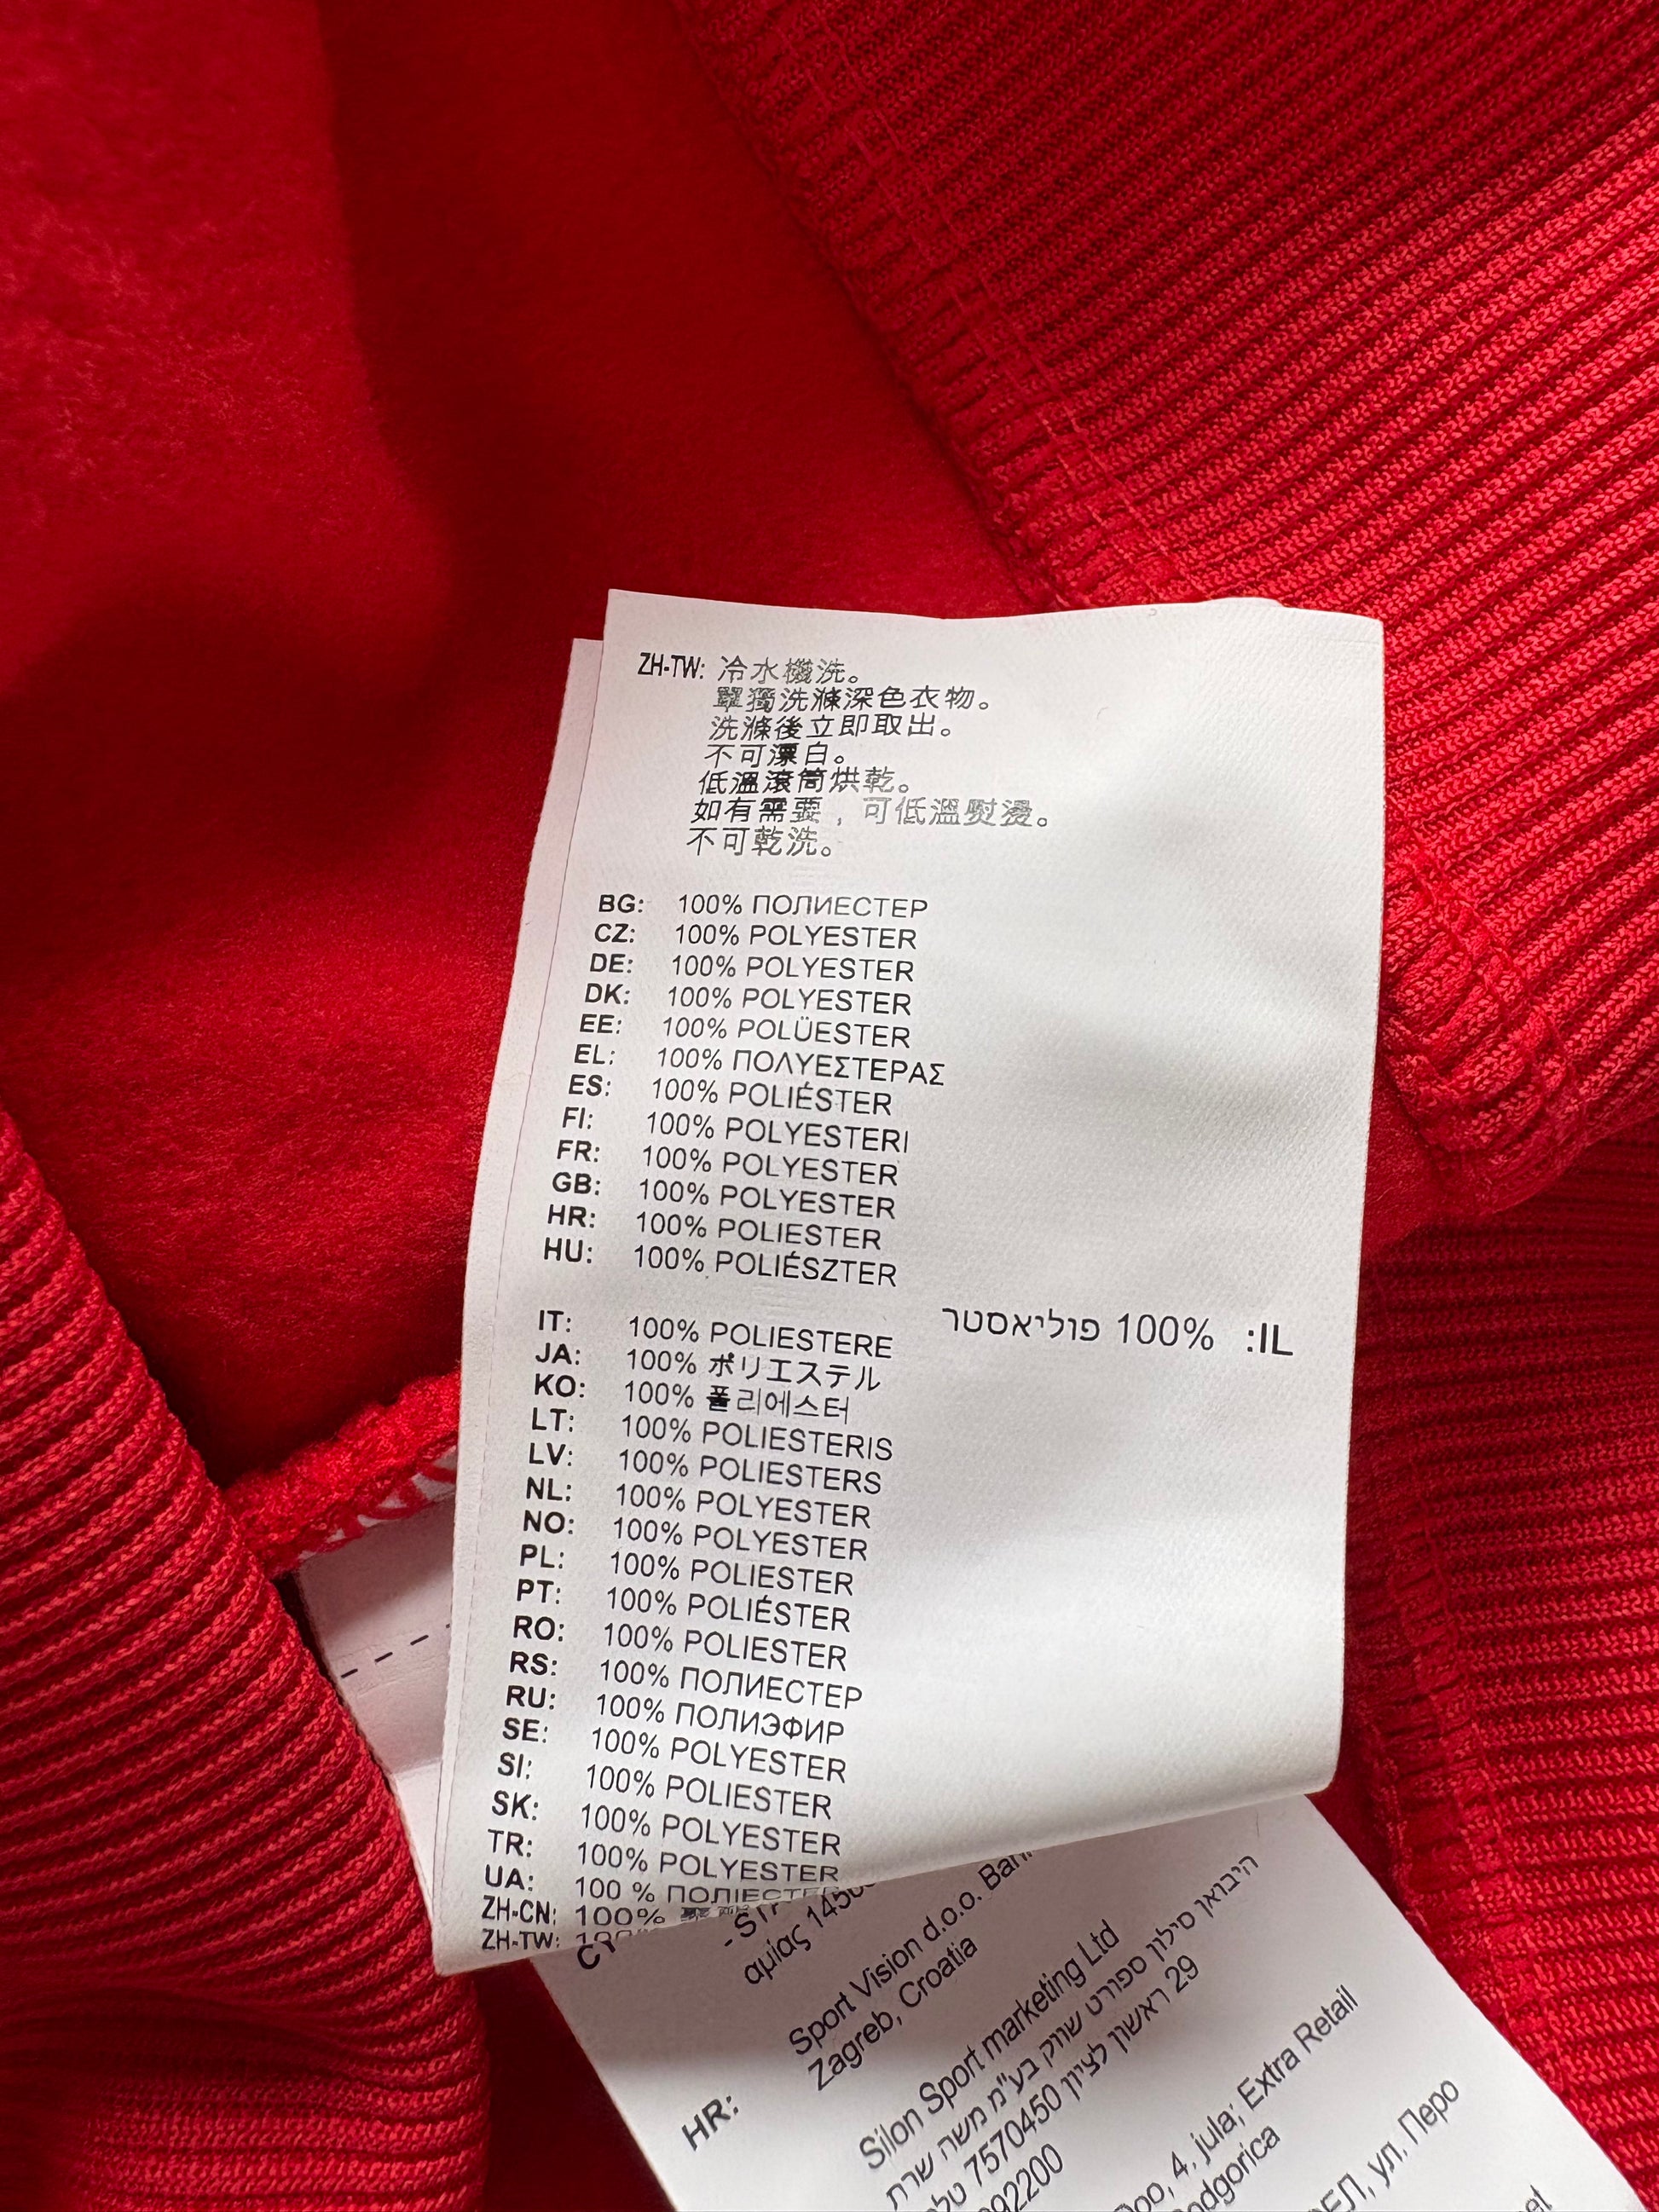 ZH-TW: 冷水機洗。
單獨洗滌深色衣物。
洗滌後立即取出。
不可漂白。
低溫滾筒烘乾。
如有需要，可低溫熨燙。
不可乾洗。
BG: 100% ПОЛИЕСТЕР
CZ: 100% POLYESTER
DE: 100% POLYESTER
DK: 100% POLYESTER
EE: 100% POLÜESTER
EL: 100% ΠΟΛΥΕΣΤΕΡΑΣ
ES: 100% POLIÉSTER
FI: 100% POLYESTERI
FR: 100% POLYESTER
GB: 100% POLYESTER
HR: 100% POLIESTER
HU: 100% POLIÉSZTER
IL: 100% פוליאסטר
IT: 100% POLIESTERE
JA: 100% ポリエステル
KO: 100% 폴리에스터
LT: 100% POLIESTERIS
LV: 100% POLIESTERS
NL: 100% POLYESTER
NO: 100% POLYESTER
PL: 100% POLIESTER
PT: 100% POLIÉSTER
RO: 100% POLIESTER
RS: 100% ПОЛИЕСТЕР
RU: 100% ПОЛИЭФИР
SE: 100% POLYESTER
SI: 100% POLIESTER
SK: 100% POLYESTER
TR: 100% POLYESTER
UA: 100 % ПОЛІЕСТЕР
ZH-CN: 100%
ZH-TW:
αμίας
HR: Sport Vision d.o.o.
Zagreb, Croatia
Silon Sport marketing Ltd
היבואן סילון ספורט שווק בע"מ משה שרת
29 ראשון לציון 7570450
92200
4. jula; Extra Retail
odgorica
ул. Перо